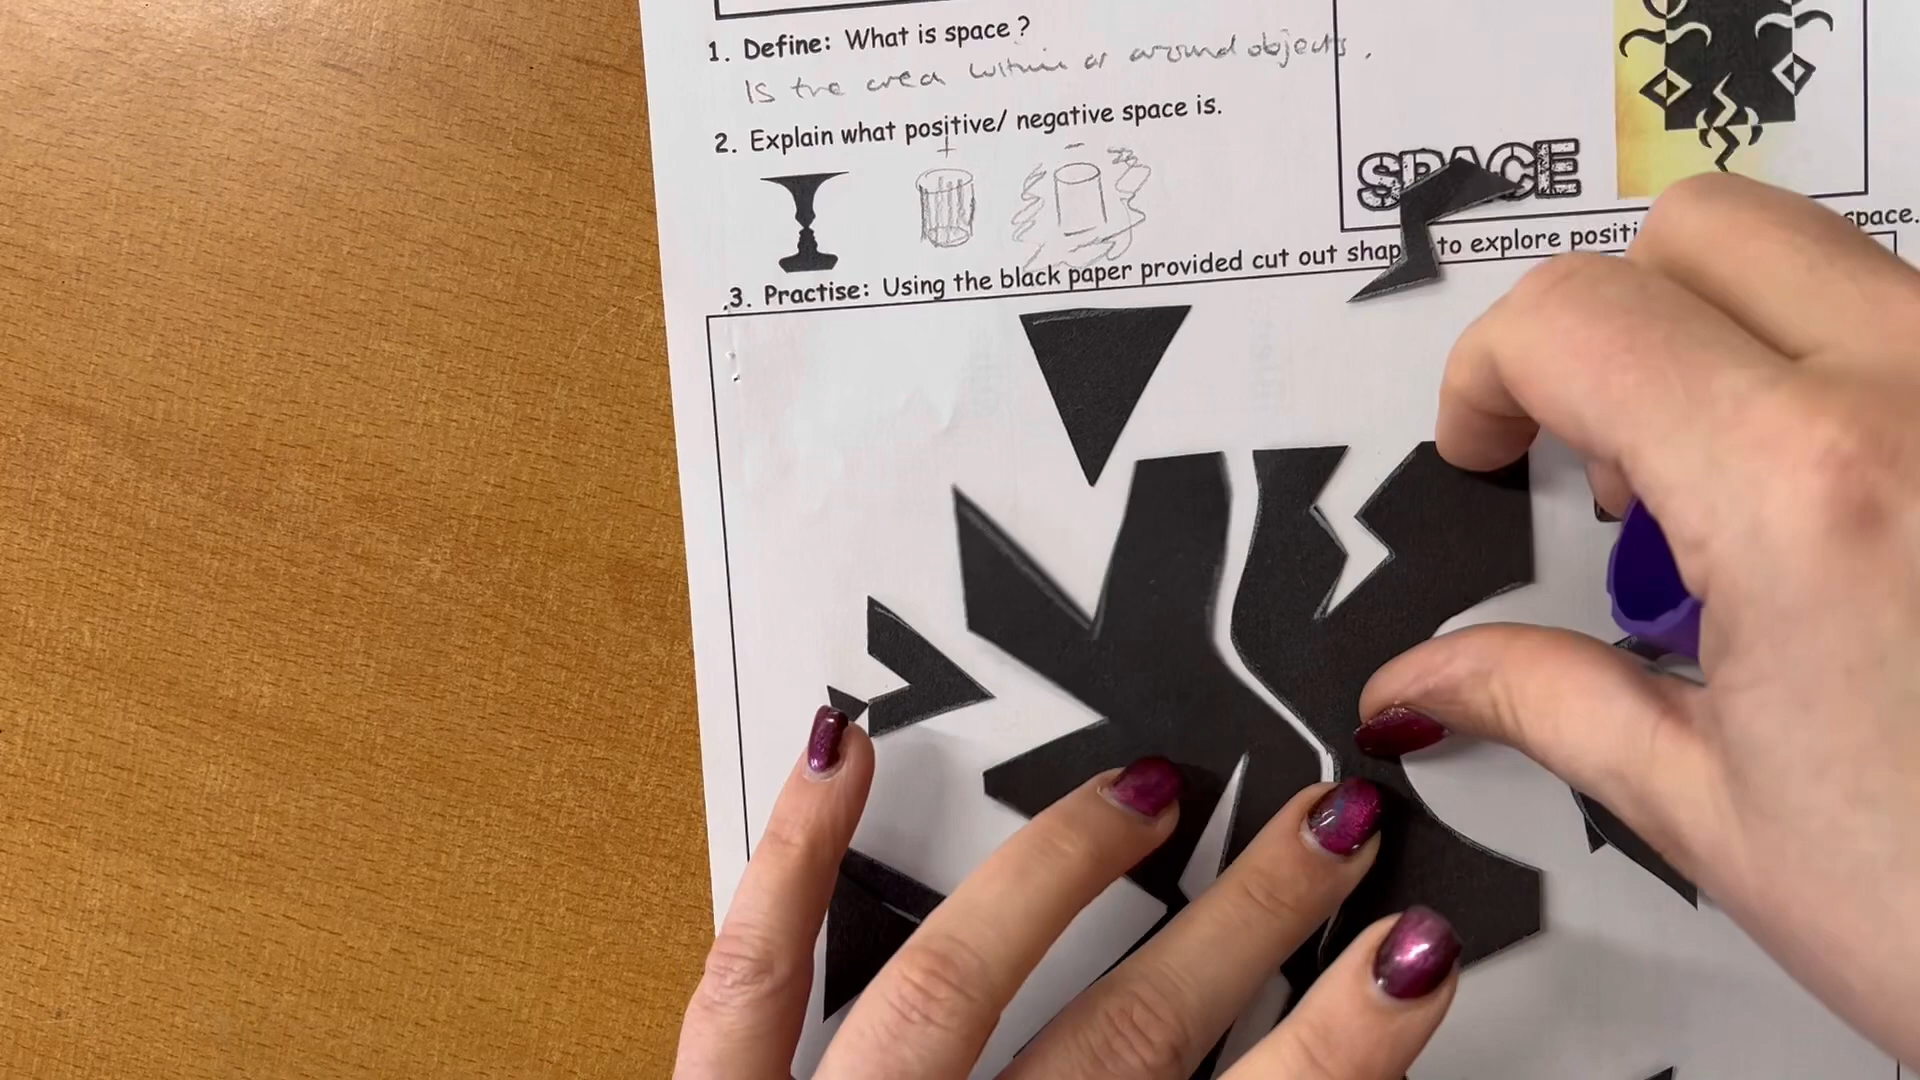 1. Define: What is space?
Is the area within or around objects.
2. Explain what positive/ negative space is.
+ -
SPACE
3. Practise: Using the black paper provided cut out shap to explore positi space.